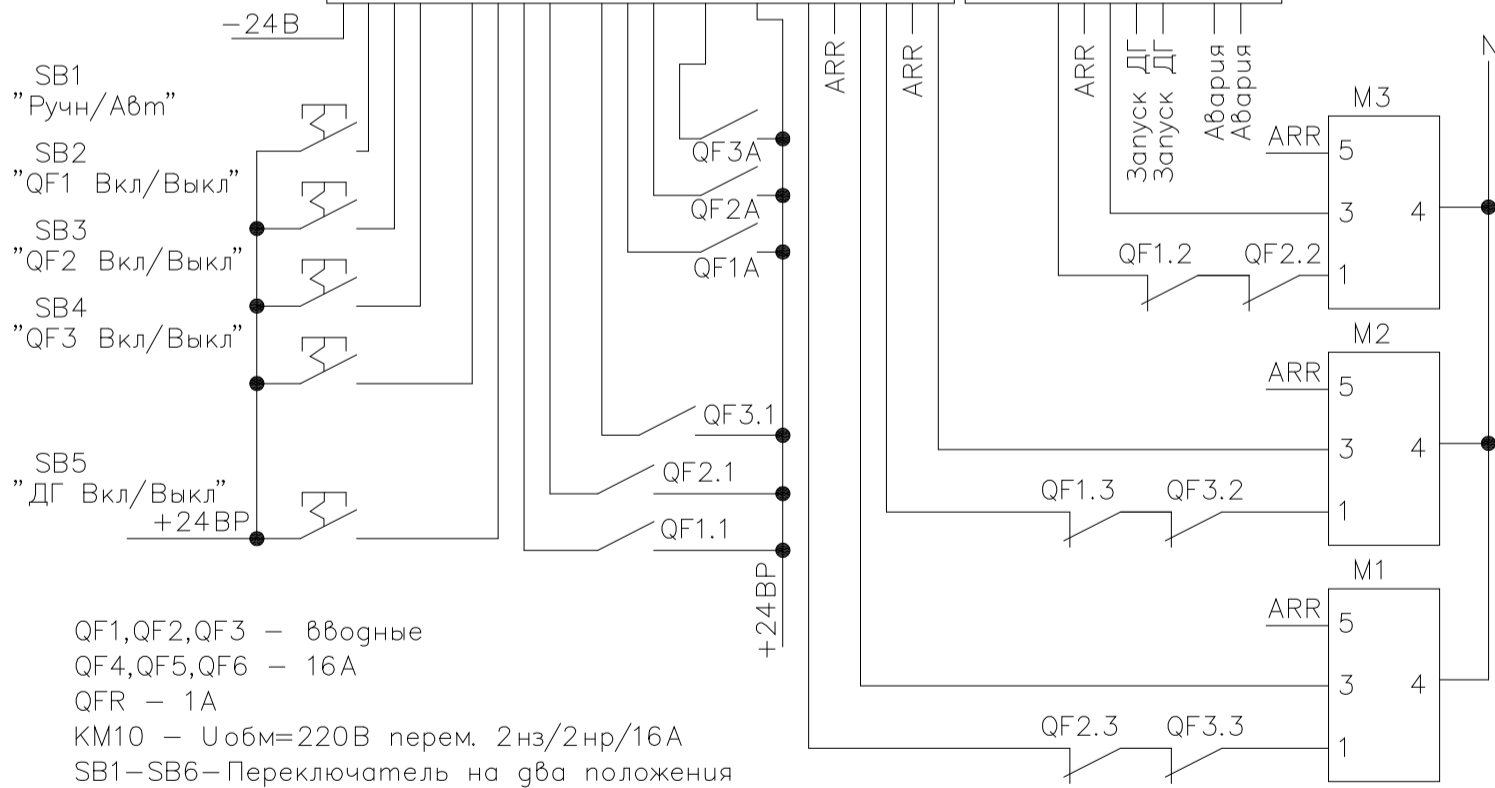 -24В
SB1
"Ручн/Авт"
SB2
"QF1 Вкл/Выкл"
SB3
"QF2 Вкл/Выкл"
SB4
"QF3 Вкл/Выкл"
SB5
"ДГ Вкл/Выкл"
+24ВР
QF3A
QF2A
QF1A
QF3.1
QF2.1
QF1.1
+24ВР
ARR
ARR
ARR
Запуск ДГ
Запуск ДГ
Авария
Авария
N
M3
ARR 5
3 4
QF1.2 QF2.2 1
M2
ARR 5
3 4
QF1.3 QF3.2 1
M1
ARR 5
3 4
QF2.3 QF3.3 1
QF1,QF2,QF3 – вводные
QF4,QF5,QF6 – 16А
QFR – 1А
КМ10 – Uобм=220В перем. 2нз/2нр/16А
SB1–SB6–Переключатель на два положения